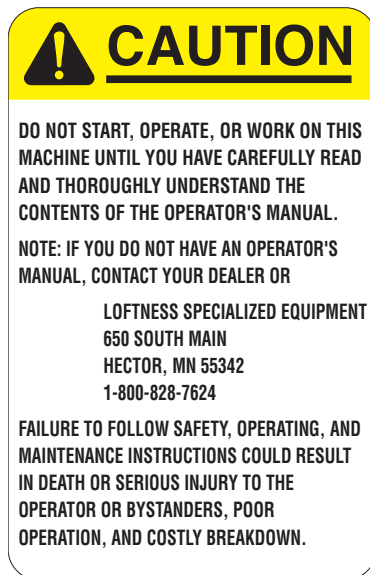 CAUTION
DO NOT START, OPERATE, OR WORK ON THIS
MACHINE UNTIL YOU HAVE CAREFULLY READ
AND THOROUGHLY UNDERSTAND THE
CONTENTS OF THE OPERATOR'S MANUAL.
NOTE: IF YOU DO NOT HAVE AN OPERATOR'S
MANUAL, CONTACT YOUR DEALER OR
LOFTNESS SPECIALIZED EQUIPMENT
650 SOUTH MAIN
HECTOR, MN 55342
1-800-828-7624
FAILURE TO FOLLOW SAFETY, OPERATING, AND
MAINTENANCE INSTRUCTIONS COULD RESULT
IN DEATH OR SERIOUS INJURY TO THE
OPERATOR OR BYSTANDERS, POOR
OPERATION, AND COSTLY BREAKDOWN.